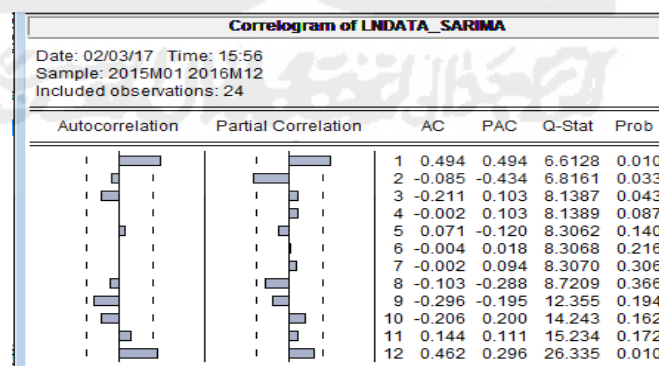 Correlogram of LNDATA_SARIMA
Date: 02/03/17 Time: 15:56
Sample: 2015M01 2016M12
Included observations: 24
Autocorrelation Partial Correlation AC PAC Q-Stat Prob
1 0.494 0.494 6.6128 0.010
2 -0.085 -0.434 6.8161 0.033
3 -0.211 0.103 8.1387 0.043
4 -0.002 0.103 8.1389 0.087
5 0.071 -0.120 8.3062 0.140
6 -0.004 0.018 8.3068 0.216
7 -0.002 0.094 8.3070 0.306
8 -0.103 -0.288 8.7209 0.366
9 -0.296 -0.195 12.355 0.194
10 -0.206 0.200 14.243 0.162
11 0.144 0.111 15.234 0.172
12 0.462 0.296 26.335 0.010